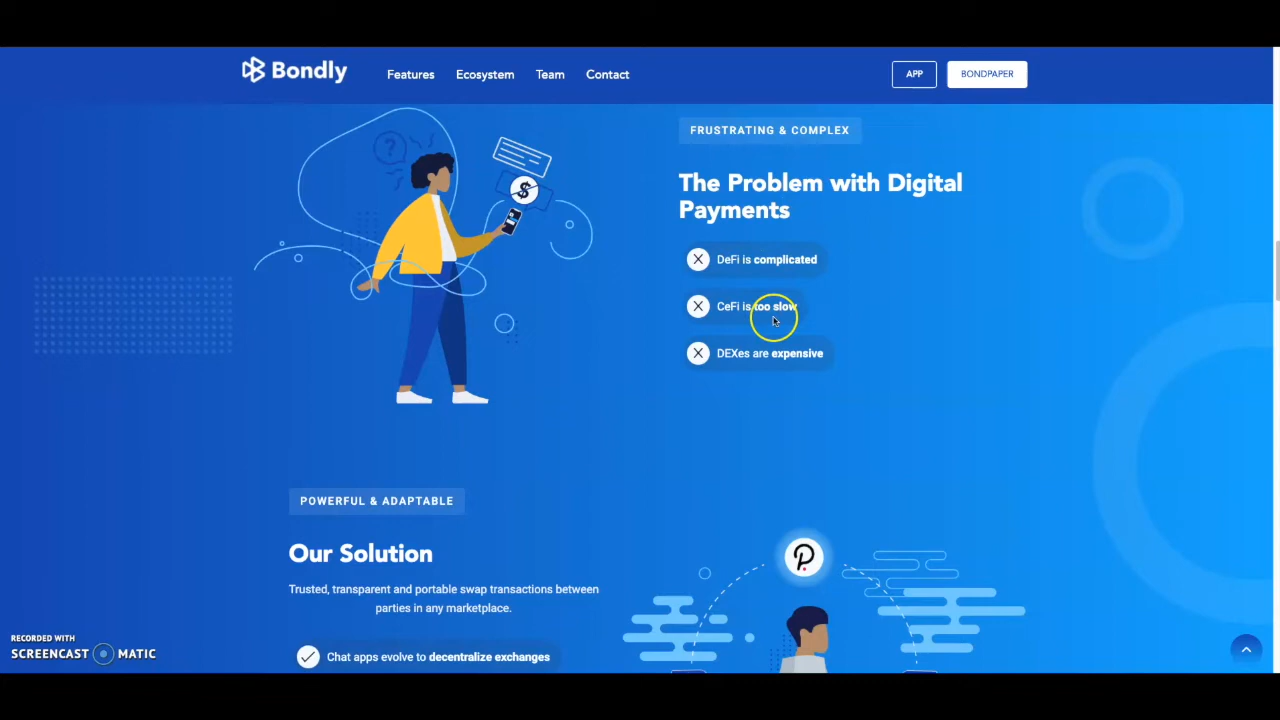 Bondly
Features
Ecosystem
Team
Contact
APP
BONDPAPER
FRUSTRATING & COMPLEX
The Problem with Digital
Payments
DeFi is complicated
CeFi is too slow
DEXes are expensive
POWERFUL & ADAPTABLE
Our Solution
Trusted, transparent and portable swap transactions between
parties in any marketplace.
Chat apps evolve to decentralize exchanges
RECORDED WITH
SCREENCAST MATIC